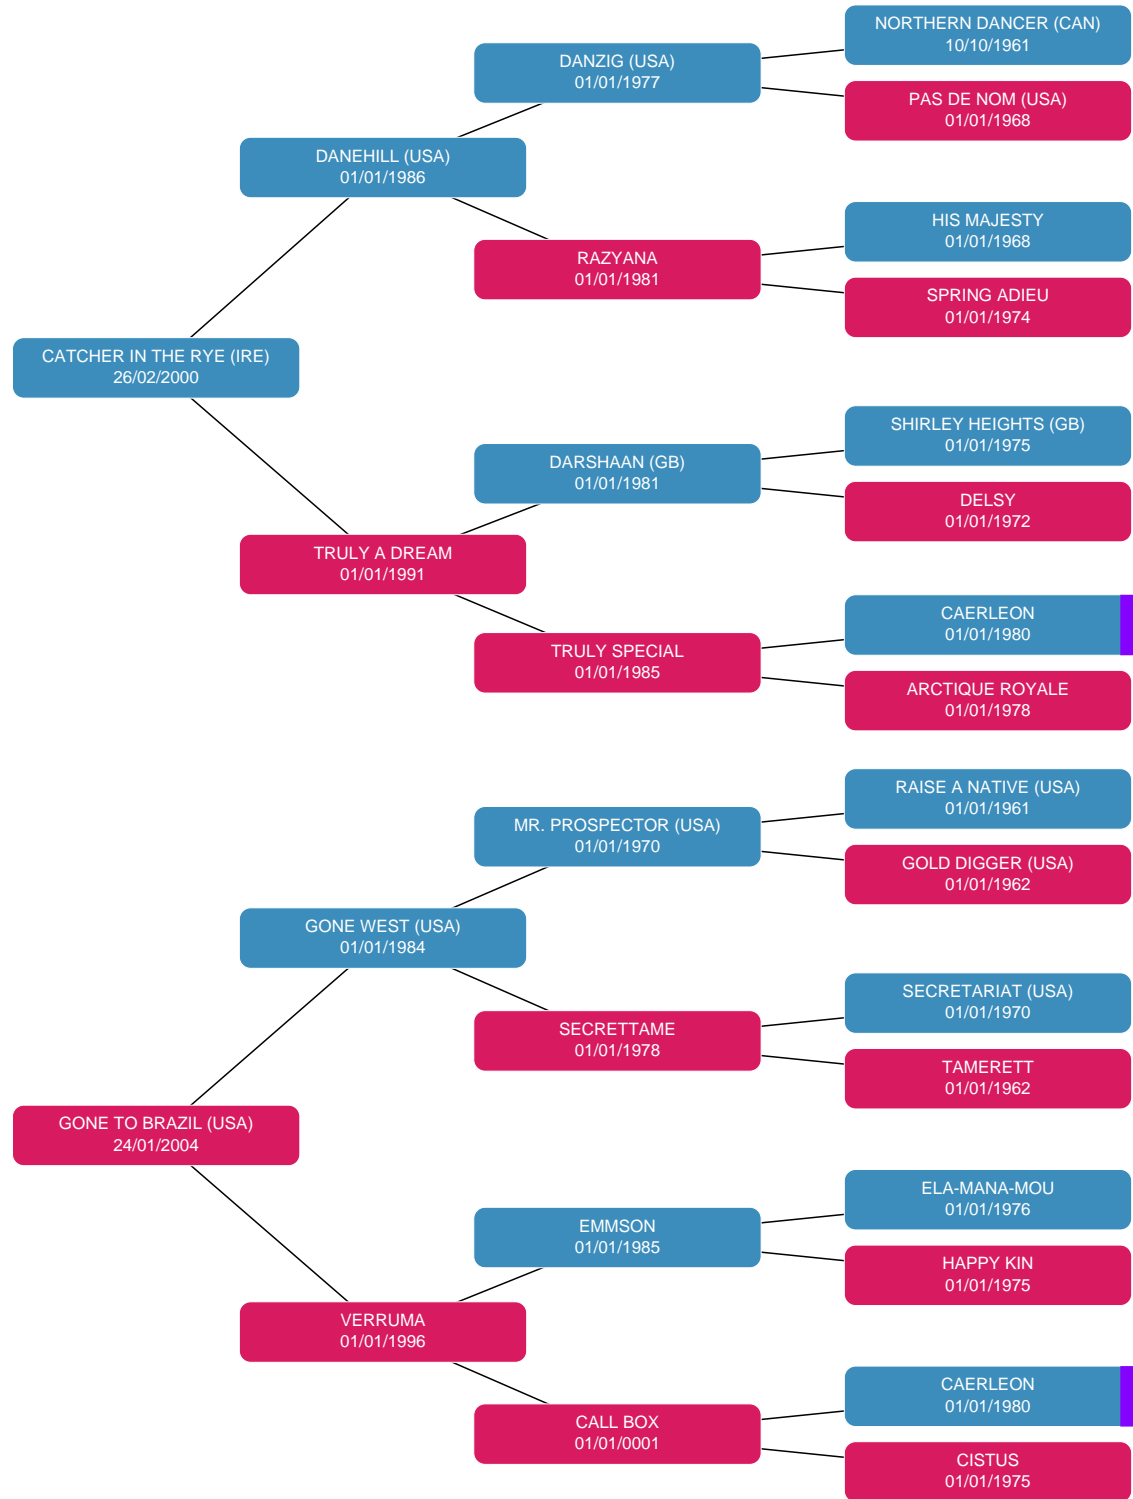 NORTHERN DANCER (CAN)
10/10/1961
DANZIG (USA)
01/01/1977
PAS DE NOM (USA)
01/01/1968
DANEHILL (USA)
01/01/1986
HIS MAJESTY
01/01/1968
RAZYANA
01/01/1981
SPRING ADIEU
01/01/1974
CATCHER IN THE RYE (IRE)
26/02/2000
SHIRLEY HEIGHTS (GB)
01/01/1975
DARSHAAN (GB)
01/01/1981
DELSY
01/01/1972
TRULY A DREAM
01/01/1991
CAERLEON
01/01/1980
TRULY SPECIAL
01/01/1985
ARCTIQUE ROYALE
01/01/1978
RAISE A NATIVE (USA)
01/01/1961
MR. PROSPECTOR (USA)
01/01/1970
GOLD DIGGER (USA)
01/01/1962
GONE WEST (USA)
01/01/1984
SECRETARIAT (USA)
01/01/1970
SECRETTAME
01/01/1978
TAMERETT
01/01/1962
GONE TO BRAZIL (USA)
24/01/2004
ELA-MANA-MOU
01/01/1976
EMMSON
01/01/1985
HAPPY KIN
01/01/1975
VERRUMA
01/01/1996
CAERLEON
01/01/1980
CALL BOX
01/01/0001
CISTUS
01/01/1975